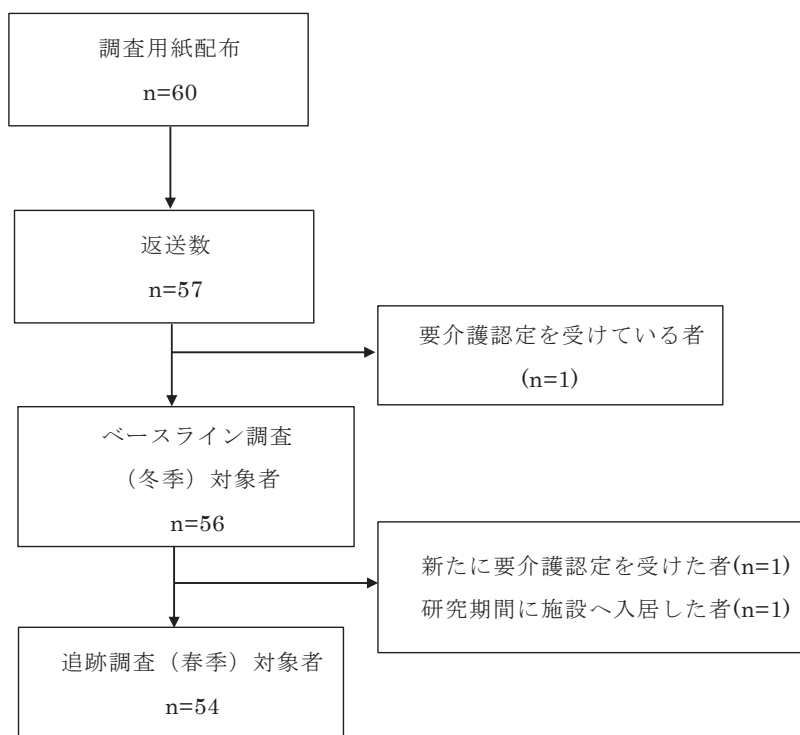 調査用紙配布
n=60
返送数
n=57
要介護認定を受けている者
(n=1)
ベースライン調査
（冬季）対象者
n=56
新たに要介護認定を受けた者(n=1)
研究期間に施設へ入居した者(n=1)
追跡調査（春季）対象者
n=54